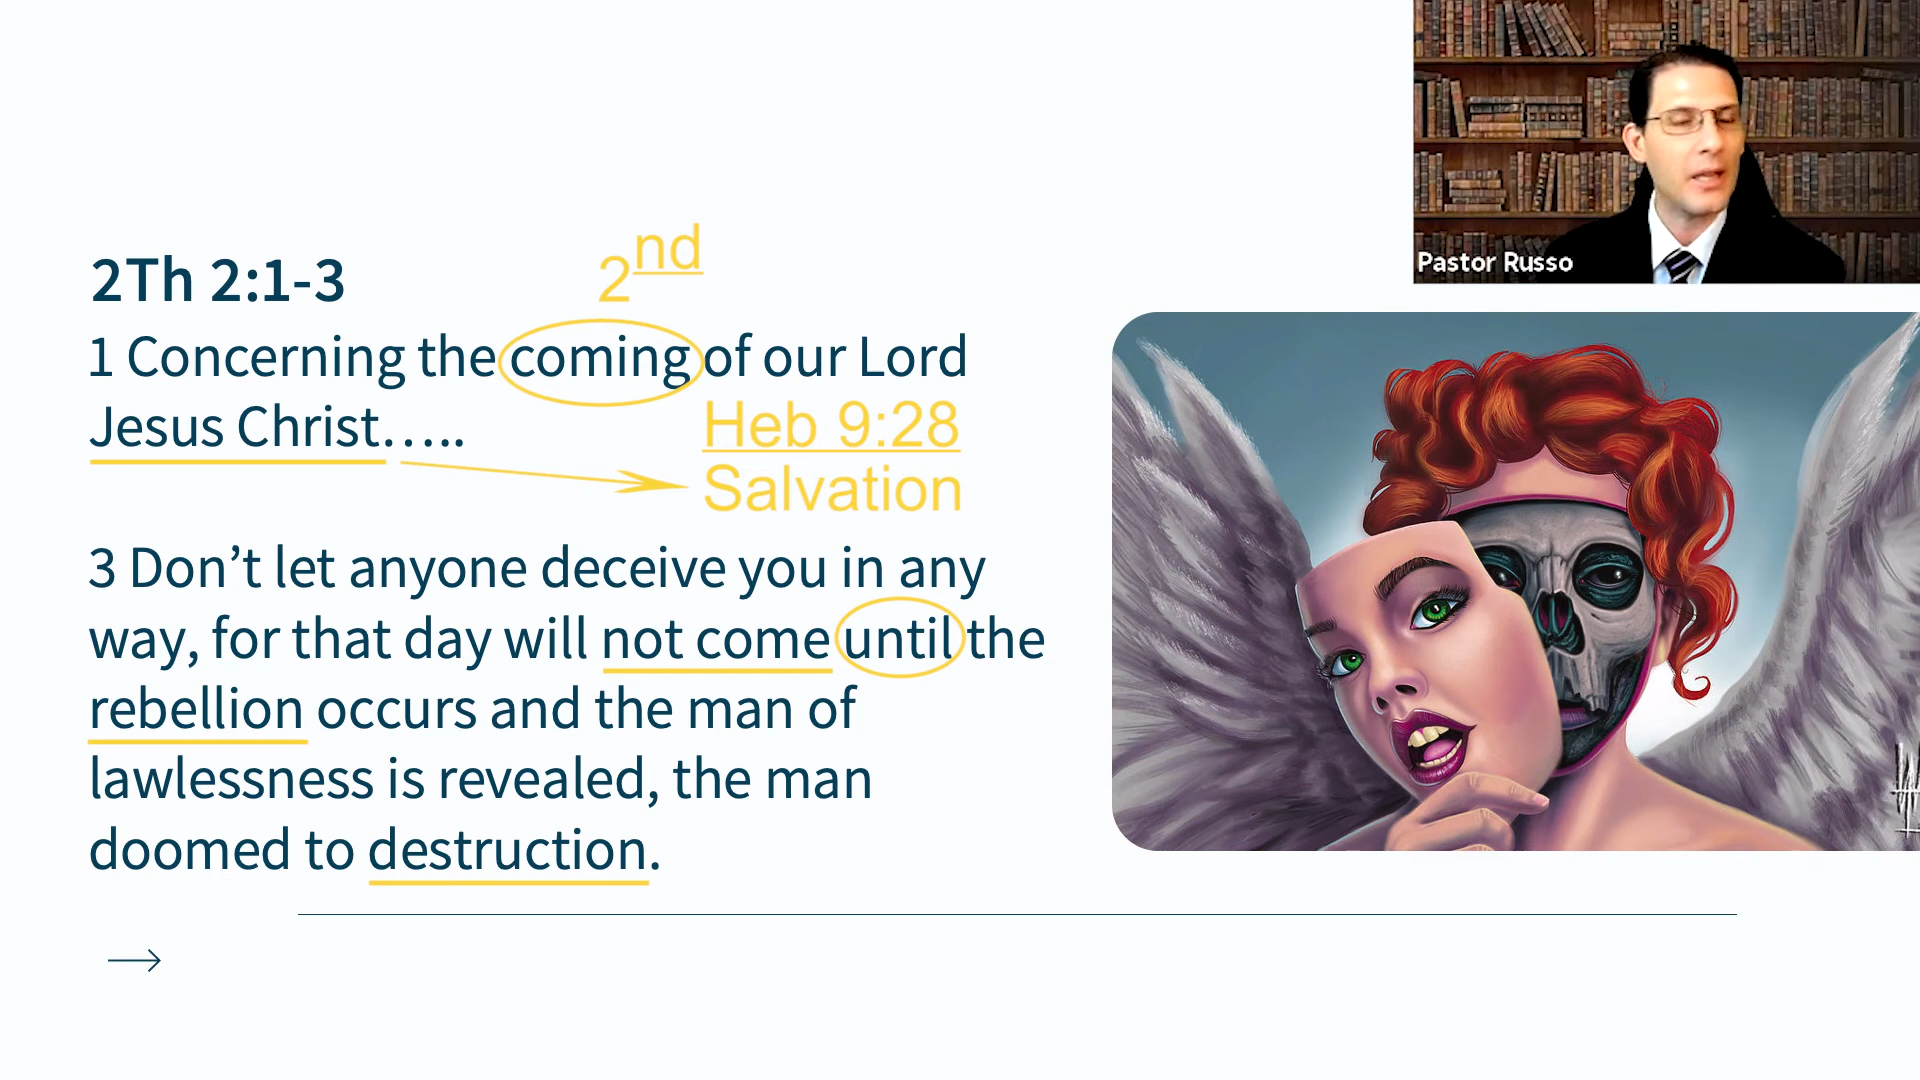 Pastor Russo
2Th 2:1-3
2nd
1 Concerning the coming of our Lord
Jesus Christ…..
Heb 9:28
Salvation
3 Don’t let anyone deceive you in any
way, for that day will not come until the
rebellion occurs and the man of
lawlessness is revealed, the man
doomed to destruction.